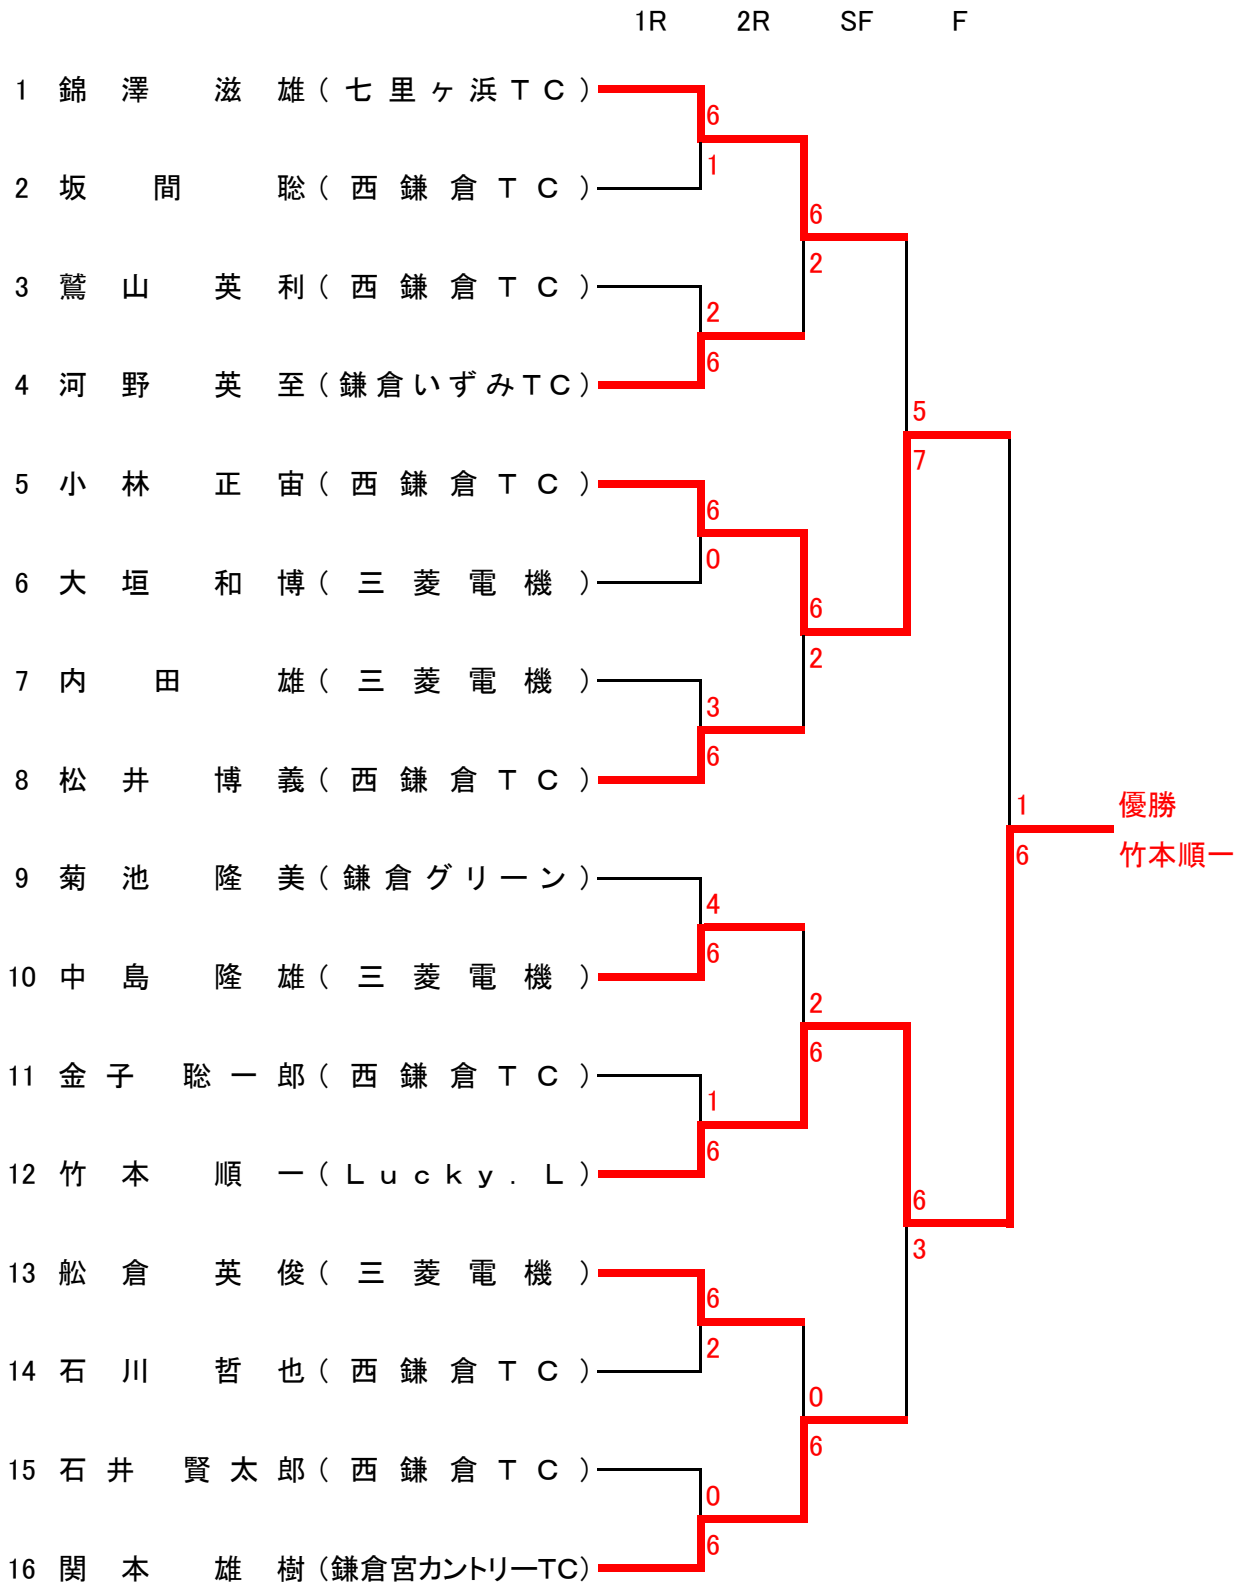 1R 2R SF F
1 錦澤 滋雄 (七里ヶ浜TC)
6
1
2 坂間 聡 (西鎌倉TC)
6
2
3 鷲山 英利 (西鎌倉TC)
2
6
4 河野 英至 (鎌倉いずみTC)
5
7
5 小林 正宙 (西鎌倉TC)
6
0
6 大垣 和博 (三菱電機)
6
2
7 内田 雄 (三菱電機)
3
6
8 松井 博義 (西鎌倉TC)
1 優勝
6 竹本順一
9 菊池 隆美 (鎌倉グリーン)
4
6
10 中島 隆雄 (三菱電機)
2
6
11 金子 聡一郎 (西鎌倉TC)
1
6
12 竹本 順一 (Lucky.L)
6
3
13 舩倉 英俊 (三菱電機)
6
2
14 石川 哲也 (西鎌倉TC)
0
6
15 石井 賢太郎 (西鎌倉TC)
0
6
16 関本 雄樹 (鎌倉宮カントリーTC)